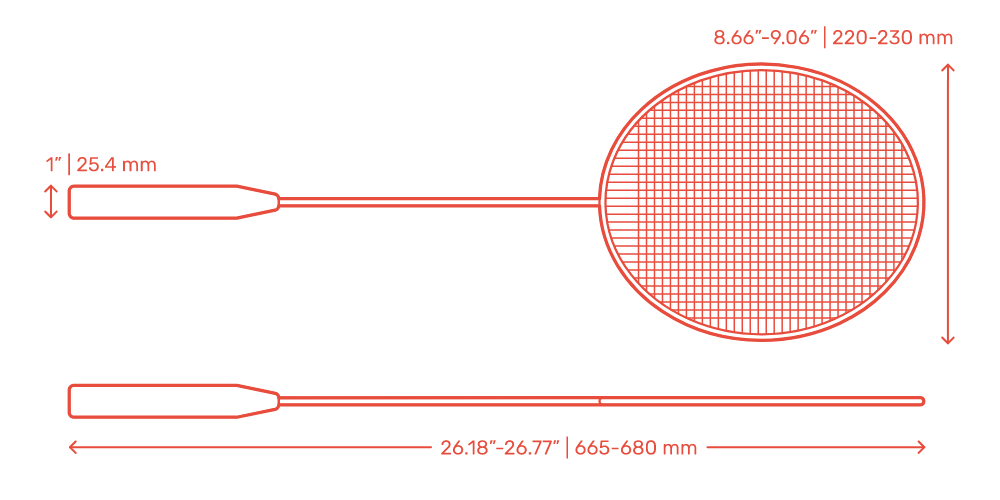 8.66”-9.06” | 220-230 mm
1” | 25.4 mm
26.18”-26.77” | 665-680 mm